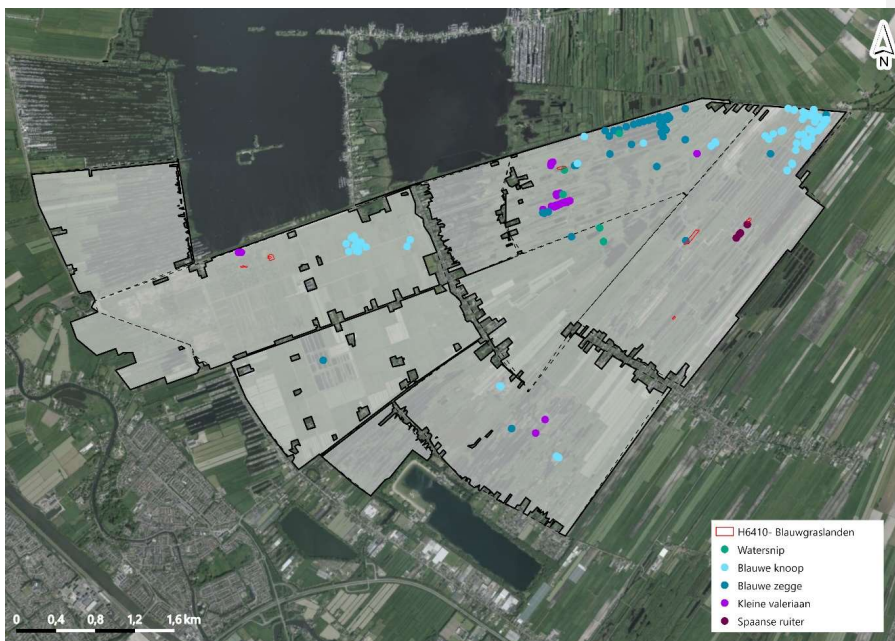 N
H6410- Blauwgraslanden
Watersnip
Blauwe knoop
Blauwe zegge
Kleine valeriaan
Spaanse ruiter
0 0,4 0,8 1,2 1,6 km